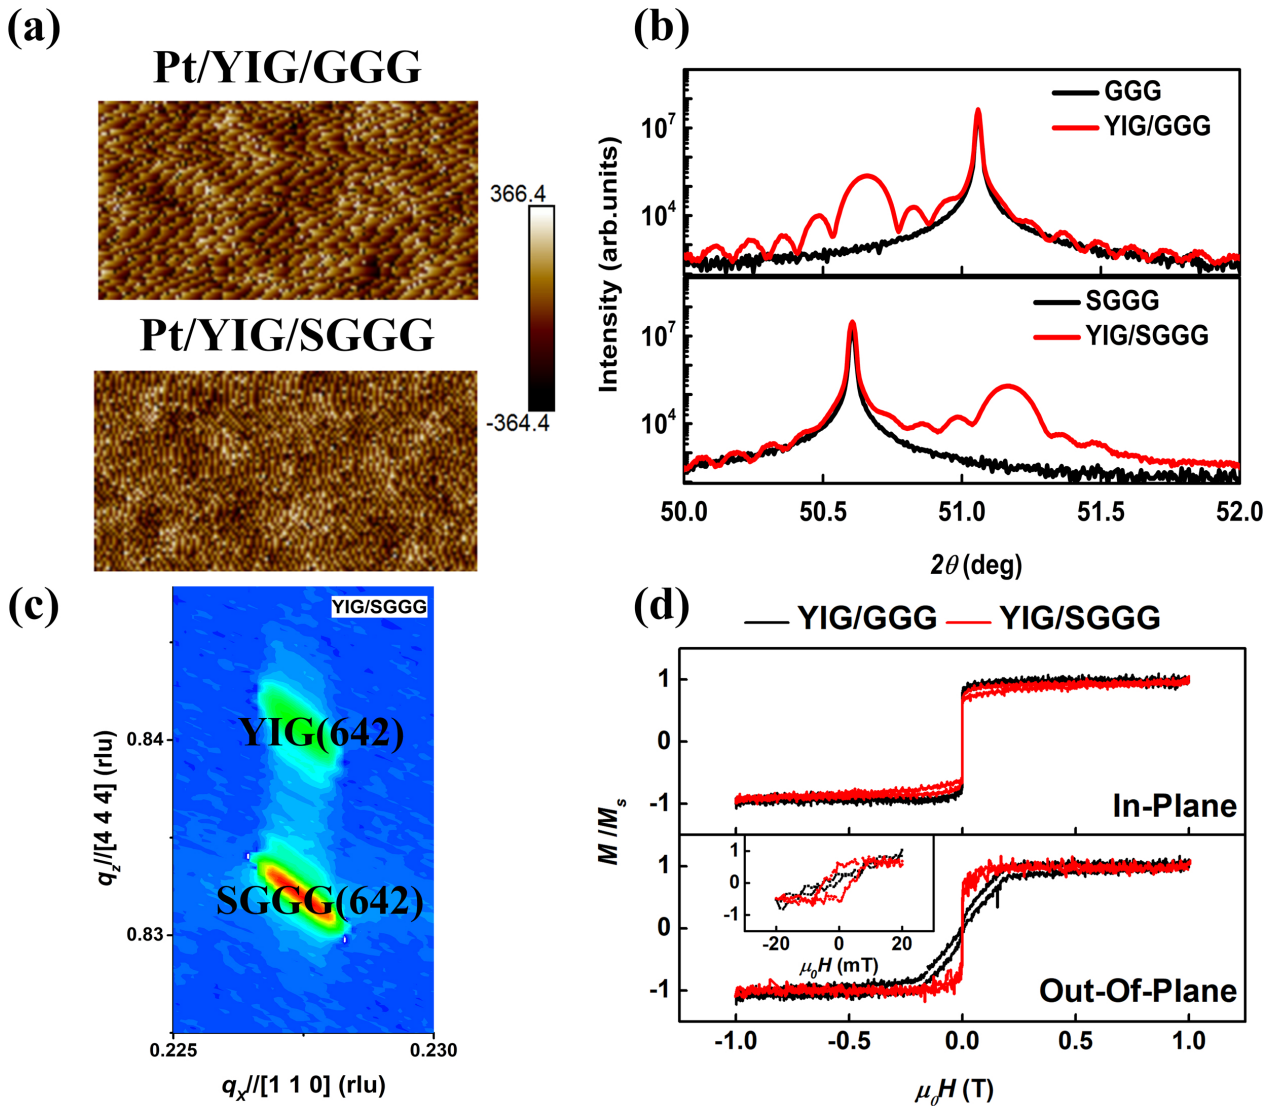 (a)
Pt/YIG/GGG
366.4
-364.4
Pt/YIG/SGGG
(b)
GGG
YIG/GGG
10⁷
10⁴
SGGG
YIG/SGGG
10⁷
10⁴
Intensity (arb.units)
50.0 50.5 51.0 51.5 52.0
2θ (deg)
(c)
YIG/SGGG
YIG(642)
SGGG(642)
0.84
0.83
q_z//[4 4 4] (rlu)
0.225 0.230
q_x//[1 1 0] (rlu)
(d)
YIG/GGG YIG/SGGG
1
0
-1
In-Plane
M/M_s
1
0
-1
1
0
-1
-20 0 20
μ₀H (mT)
Out-Of-Plane
-1.0 -0.5 0.0 0.5 1.0
μ₀H (T)